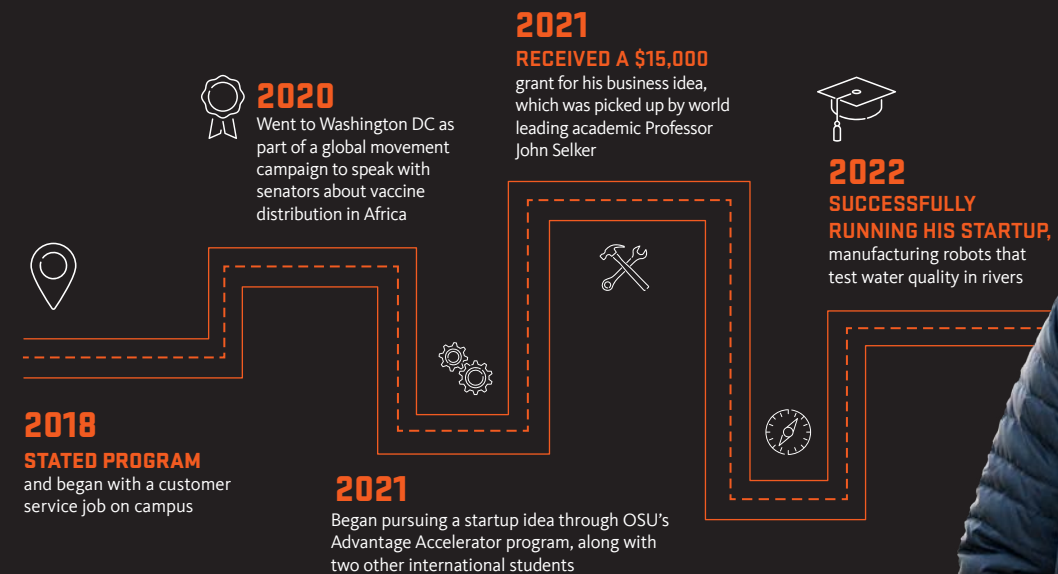 2018
STATED PROGRAM
and began with a customer
service job on campus
2020
Went to Washington DC as
part of a global movement
campaign to speak with
senators about vaccine
distribution in Africa
2021
Began pursuing a startup idea through OSU's
Advantage Accelerator program, along with
two other international students
2021
RECEIVED A $15,000
grant for his business idea,
which was picked up by world
leading academic Professor
John Selker
2022
SUCCESSFULLY
RUNNING HIS STARTUP,
manufacturing robots that
test water quality in rivers